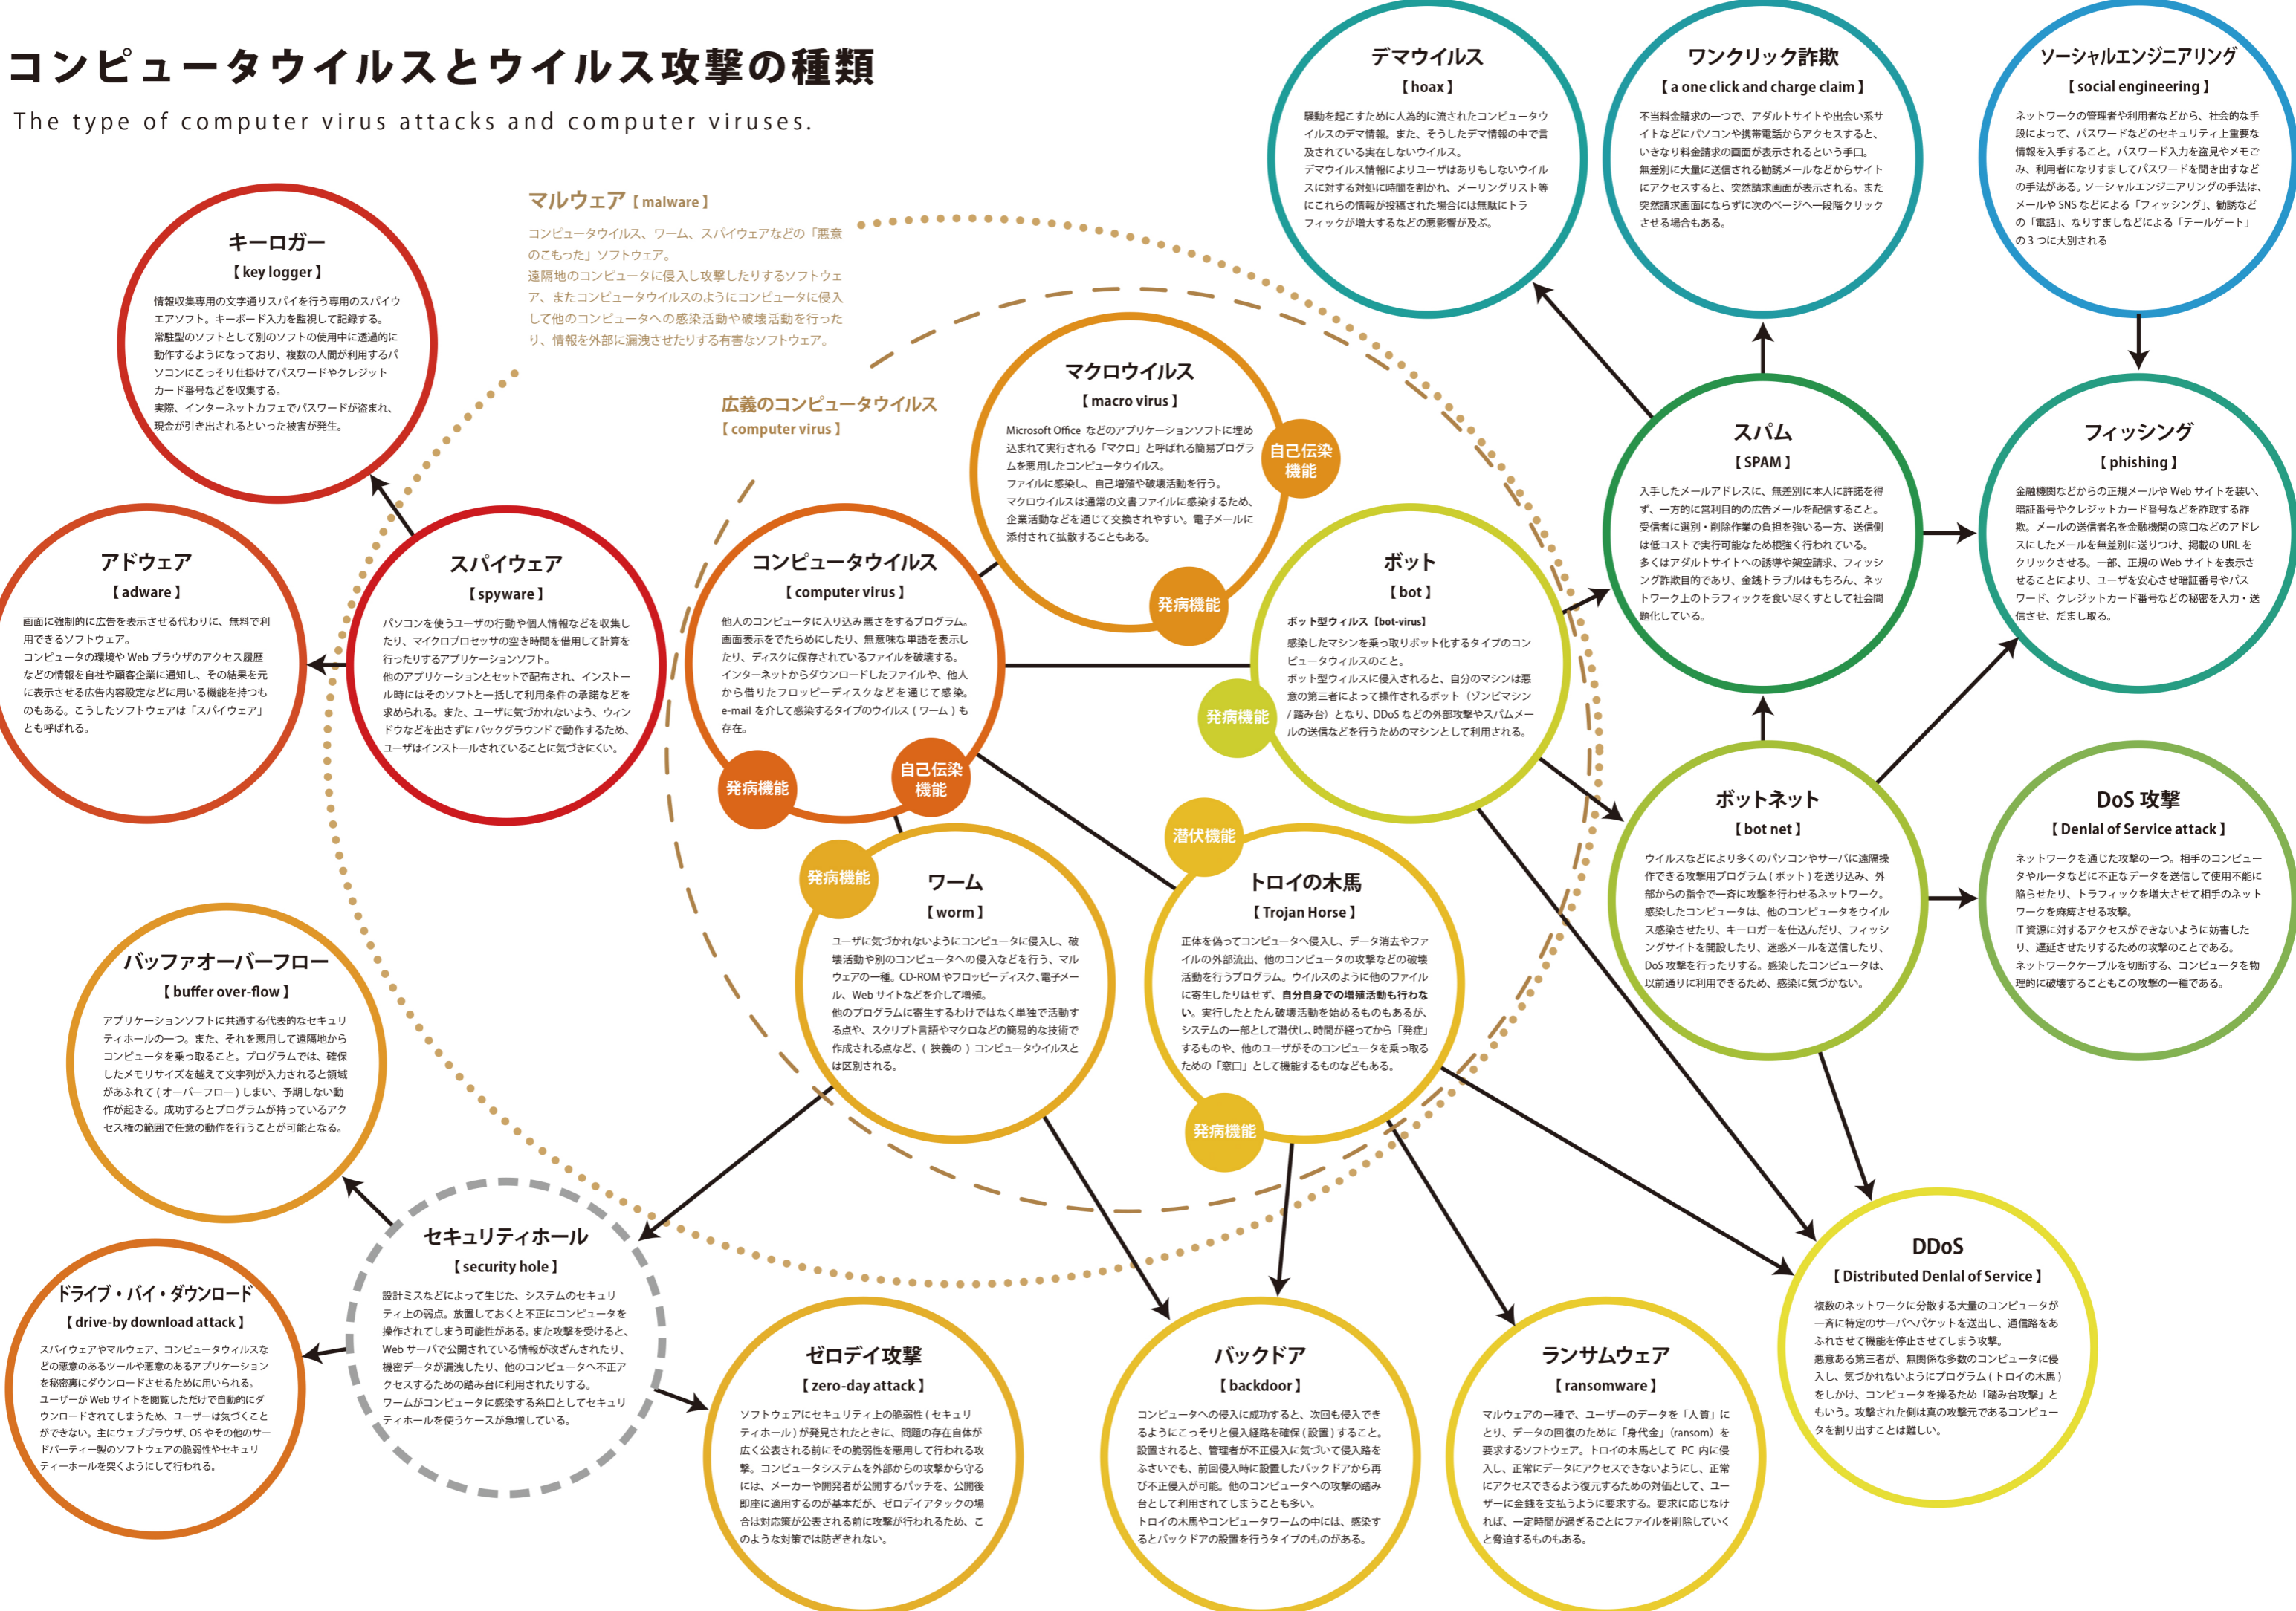 コンピュータウイルスとウイルス攻撃の種類
The type of computer virus attacks and computer viruses.
マルウェア【 malware 】
コンピュータウイルス、ワーム、スパイウェアなどの「悪意
のこもった」ソフトウェア。
遠隔地のコンピュータに侵入し攻撃したりするソフトウェ
ア、またコンピュータウイルスのようにコンピュータに侵入
して他のコンピュータへの感染活動や破壊活動を行った
り、情報を外部に漏洩させたりする有害なソフトウェア。
広義のコンピュータウイルス
【 computer virus 】
キーロガー
【 key logger 】
情報収集専用の文字通りスパイを行う専用のスパイウ
エアソフト。キーボード入力を監視して記録する。
常駐型のソフトとして別のソフトの使用中に透過的に
動作するようになっており、複数の人間が利用するパ
ソコンにこっそり仕掛けてパスワードやクレジット
カード番号などを収集する。
実際、インターネットカフェでパスワードが盗まれ、
現金が引き出されるといった被害が発生。
アドウェア
【 adware 】
画面に強制的に広告を表示させる代わりに、無料で利
用できるソフトウェア。
コンピュータの環境や Web ブラウザのアクセス履歴
などの情報を自社や顧客企業に通知し、その結果を元
に表示させる広告内容設定などに用いる機能を持つも
のもある。こうしたソフトウェアは「スパイウェア」
とも呼ばれる。
スパイウェア
【 spyware 】
パソコンを使うユーザの行動や個人情報などを収集し
たり、マイクロプロセッサの空き時間を借用して計算を
行ったりするアプリケーションソフト。
他のアプリケーションとセットで配布され、インストー
ル時にはそのソフトと一括して利用条件の承諾などを
求められる。また、ユーザに気づかれないよう、ウィン
ドウなどを出さずにバックグラウンドで動作するため、
ユーザはインストールされていることに気づきにくい。
コンピュータウイルス
【 computer virus 】
他人のコンピュータに入り込み悪さをするプログラム。
画面表示をでたらめにしたり、無意味な単語を表示し
たり、ディスクに保存されているファイルを破壊する。
インターネットからダウンロードしたファイルや、他人
から借りたフロッピーディスクなどを通じて感染。
e-mail を介して感染するタイプのウイルス ( ワーム ) も
存在。
発病機能
自己伝染
機能
マクロウイルス
【 macro virus 】
Microsoft Office などのアプリケーションソフトに埋め
込まれて実行される「マクロ」と呼ばれる簡易プログラ
ムを悪用したコンピュータウイルス。
ファイルに感染し、自己増殖や破壊活動を行う。
マクロウイルスは通常の文書ファイルに感染するため、
企業活動などを通じて交換されやすい。電子メールに
添付されて拡散することもある。
自己伝染
機能
発病機能
ボット
【 bot 】
ボット型ウィルス【bot-virus】
感染したマシンを乗っ取りボット化するタイプのコン
ピュータウィルスのこと。
ボット型ウィルスに侵入されると、自分のマシンは悪
意の第三者によって操作されるボット（ゾンビマシン
/ 踏み台）となり、DDoS などの外部攻撃やスパムメー
ルの送信などを行うためのマシンとして利用される。
発病機能
ワーム
【 worm 】
ユーザに気づかれないようにコンピュータに侵入し、破
壊活動や別のコンピュータへの侵入などを行う、マル
ウェアの一種。CD-ROM やフロッピーディスク、電子メー
ル、Web サイトなどを介して増殖。
他のプログラムに寄生するわけではなく単独で活動す
る点や、スクリプト言語やマクロなどの簡易的な技術で
作成される点など、( 狭義の ) コンピュータウイルスと
は区別される。
発病機能
トロイの木馬
【 Trojan Horse 】
正体を偽ってコンピュータへ侵入し、データ消去やファ
イルの外部流出、他のコンピュータの攻撃などの破壊
活動を行うプログラム。ウイルスのように他のファイル
に寄生したりはせず、自分自身での増殖活動も行わな
い。実行したとたん破壊活動を始めるものもあるが、
システムの一部として潜伏し、時間が経ってから「発症」
するものや、他のユーザがそのコンピュータを乗っ取る
ための「窓口」として機能するものなどもある。
潜伏機能
発病機能
デマウイルス
【 hoax 】
騒動を起こすために人為的に流されたコンピュータウ
イルスのデマ情報。また、そうしたデマ情報の中で言
及されている実在しないウイルス。
デマウイルス情報によりユーザはありもしないウイル
スに対する対処に時間を割かれ、メーリングリスト等
にこれらの情報が投稿された場合には無駄にトラ
フィックが増大するなどの悪影響が及ぶ。
ワンクリック詐欺
【 a one click and charge claim 】
不当料金請求の一つで、アダルトサイトや出会い系サ
イトなどにパソコンや携帯電話からアクセスすると、
いきなり料金請求の画面が表示されるという手口。
無差別に大量に送信される勧誘メールなどからサイト
にアクセスすると、突然請求画面が表示される。また
突然請求画面にならずに次のページへ一段階クリック
させる場合もある。
ソーシャルエンジニアリング
【 social engineering 】
ネットワークの管理者や利用者などから、社会的な手
段によって、パスワードなどのセキュリティ上重要な
情報を入手すること。パスワード入力を盗見やメモご
み、利用者になりすましてパスワードを聞き出すなど
の手法がある。ソーシャルエンジニアリングの手法は、
メールや SNS などによる「フィッシング」、勧誘など
の「電話」、なりすましなどによる「テールゲート」
の 3 つに大別される
スパム
【 SPAM 】
入手したメールアドレスに、無差別に本人に許諾を得
ず、一方的に営利目的の広告メールを配信すること。
受信者に選別・削除作業の負担を強いる一方、送信側
は低コストで実行可能なため根強く行われている。
多くはアダルトサイトへの誘導や架空請求、フィッシ
ング詐欺目的であり、金銭トラブルはもちろん、ネッ
トワーク上のトラフィックを食い尽くすとして社会問
題化している。
フィッシング
【 phishing 】
金融機関などからの正規メールや Web サイトを装い、
暗証番号やクレジットカード番号などを詐取する詐
欺。メールの送信者名を金融機関の窓口などのアドレ
スにしたメールを無差別に送りつけ、掲載の URL を
クリックさせる。一部、正規の Web サイトを表示さ
せることにより、ユーザを安心させ暗証番号やパス
ワード、クレジットカード番号などの秘密を入力・送
信させ、だまし取る。
ボットネット
【 bot net 】
ウイルスなどにより多くのパソコンやサーバに遠隔操
作できる攻撃用プログラム ( ボット ) を送り込み、外
部からの指令で一斉に攻撃を行わせるネットワーク。
感染したコンピュータは、他のコンピュータをウイル
ス感染させたり、キーロガーを仕込んだり、フィッシ
ングサイトを開設したり、迷惑メールを送信したり、
DoS 攻撃を行ったりする。感染したコンピュータは、
以前通りに利用できるため、感染に気づかない。
DoS 攻撃
【 Denlal of Service attack 】
ネットワークを通じた攻撃の一つ。相手のコンピュー
タやルータなどに不正なデータを送信して使用不能に
陥らせたり、トラフィックを増大させて相手のネット
ワークを麻痺させる攻撃。
IT 資源に対するアクセスができないように妨害した
り、遅延させたりするための攻撃のことである。
ネットワークケーブルを切断する、コンピュータを物
理的に破壊することもこの攻撃の一種である。
バッファオーバーフロー
【 buffer over-flow 】
アプリケーションソフトに共通する代表的なセキュリ
ティホールの一つ。また、それを悪用して遠隔地から
コンピュータを乗っ取ること。プログラムでは、確保
したメモリサイズを越えて文字列が入力されると領域
があふれて ( オーバーフロー ) しまい、予期しない動
作が起きる。成功するとプログラムが持っているアク
セス権の範囲で任意の動作を行うことが可能となる。
セキュリティホール
【 security hole 】
設計ミスなどによって生じた、システムのセキュリ
ティ上の弱点。放置しておくと不正にコンピュータを
操作されてしまう可能性がある。また攻撃を受けると、
Web サーバで公開されている情報が改ざんされたり、
機密データが漏洩したり、他のコンピュータへ不正ア
クセスするための踏み台に利用されたりする。
ワームがコンピュータに感染する糸口としてセキュリ
ティホールを使うケースが急増している。
ドライブ・バイ・ダウンロード
【 drive-by download attack 】
スパイウェアやマルウェア、コンピュータウィルスな
どの悪意のあるツールや悪意のあるアプリケーション
を秘密裏にダウンロードさせるために用いられる。
ユーザーが Web サイトを閲覧しただけで自動的にダ
ウンロードされてしまうため、ユーザーは気づくこと
ができない。主にウェブブラウザ、OS やその他のサー
ドパーティー製のソフトウェアの脆弱性やセキュリ
ティーホールを突くようにして行われる。
ゼロデイ攻撃
【 zero-day attack 】
ソフトウェアにセキュリティ上の脆弱性 ( セキュリ
ティホール ) が発見されたときに、問題の存在自体が
広く公表される前にその脆弱性を悪用して行われる攻
撃。コンピュータシステムを外部からの攻撃から守る
には、メーカーや開発者が公開するパッチを、公開後
即座に適用するのが基本だが、ゼロデイアタックの場
合は対応策が公表される前に攻撃が行われるため、こ
のような対策では防ぎきれない。
バックドア
【 backdoor 】
コンピュータへの侵入に成功すると、次回も侵入でき
るようにこっそりと侵入経路を確保 ( 設置 ) すること。
設置されると、管理者が不正侵入に気づいて侵入路を
ふさいでも、前回侵入時に設置したバックドアから再
び不正侵入が可能。他のコンピュータへの攻撃の踏み
台として利用されてしまうことも多い。
トロイの木馬やコンピュータワームの中には、感染す
るとバックドアの設置を行うタイプのものがある。
ランサムウェア
【 ransomware 】
マルウェアの一種で、ユーザーのデータを「人質」に
とり、データの回復のために「身代金」（ransom）を
要求するソフトウェア。トロイの木馬として PC 内に侵
入し、正常にデータにアクセスできないようにし、正常
にアクセスできるよう復元するための対価として、ユー
ザーに金銭を支払うように要求する。要求に応じなけ
れば、一定時間が過ぎるごとにファイルを削除していく
と脅迫するものもある。
DDoS
【 Distributed Denlal of Service 】
複数のネットワークに分散する大量のコンピュータが
一斉に特定のサーバへパケットを送出し、通信路をあ
ふれさせて機能を停止させてしまう攻撃。
悪意ある第三者が、無関係な多数のコンピュータに侵
入し、気づかれないようにプログラム ( トロイの木馬 )
をしかけ、コンピュータを操るため「踏み台攻撃」と
もいう。攻撃された側は真の攻撃元であるコンピュー
タを割り出すことは難しい。